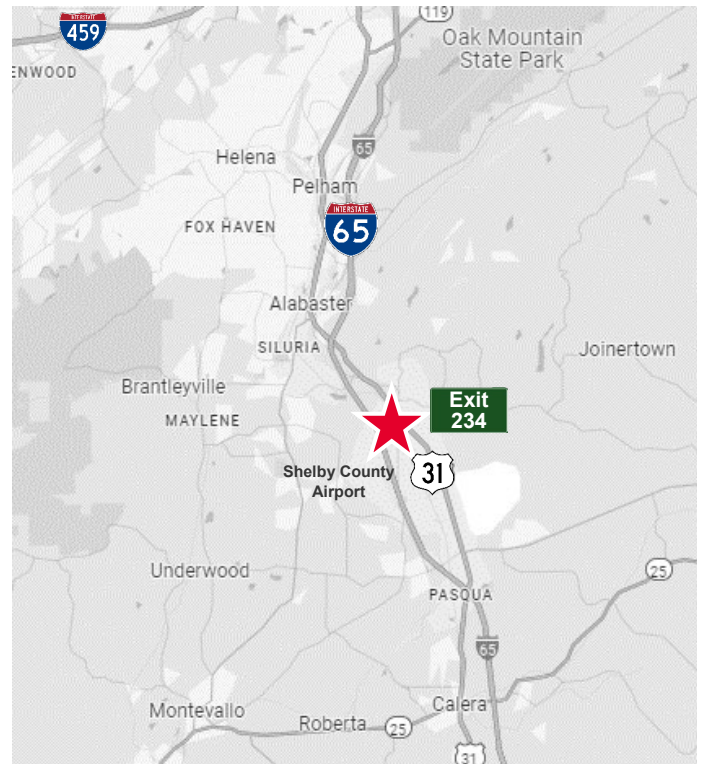 INTERSTATE
459
119
Oak Mountain
State Park
ENWOOD
65
Helena
Pelham
INTERSTATE
65
FOX HAVEN
Alabaster
SILURIA
Joinertown
Brantleyville
Exit
234
MAYLENE
Shelby County
Airport
31
Underwood
25
PASQUA
65
Calera
Montevallo
Roberta
25
31